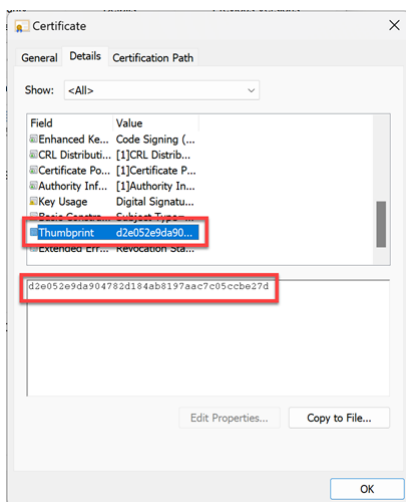 Certificate
General Details Certification Path
Show: <All>
Field Value
Enhanced Ke... Code Signing (...
CRL Distributi... [1]CRL Distrib...
Certificate Po... [1]Certificate P...
Authority Inf... [1]Authority In...
Key Usage Digital Signatu...
Basic Constra... Subject Type=...
Thumbprint d2e052e9da90...
Extended Err... Revocation Sta...
d2e052e9da904782d184ab8197aac7c05ccbe27d
Edit Properties... Copy to File...
OK